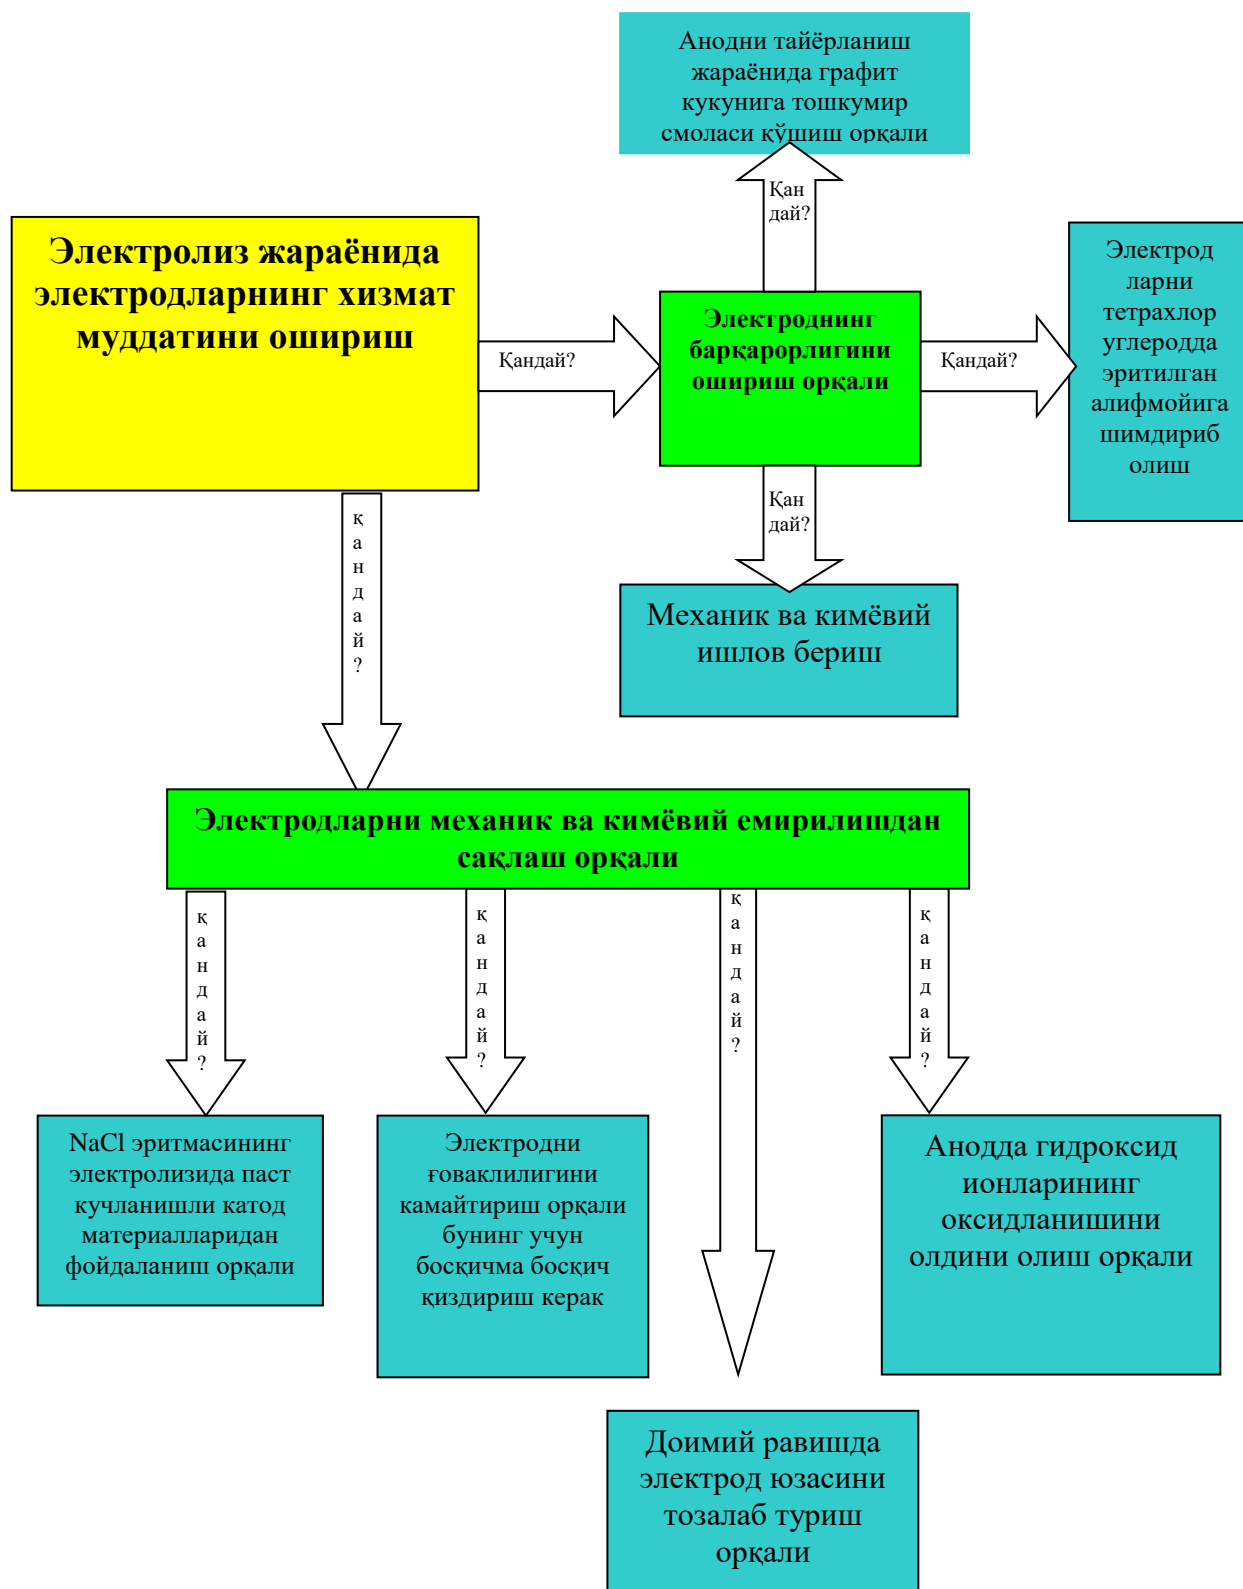 Анодни тайёрланиш
жараёнида графит
кукунига тошкумир
смоласи қўшиш орқали
Қан
дай?
Электролиз жараёнида
электродларнинг хизмат
муддатини ошириш
Қандай?
Электроднинг
барқарорлигини
ошириш орқали
Қандай?
Электрод
ларни
тетрахлор
углеродда
эритилган
алифмойига
шимдириб
олиш
Қан
дай?
Механик ва кимёвий
ишлов бериш
қ
а
н
д
а
й
?
Электродларни механик ва кимёвий емирилишдан
сақлаш орқали
қ
а
н
д
а
й
?
қ
а
н
д
а
й
?
қ
а
н
д
а
й
?
қ
а
н
д
а
й
?
NaCl эритмасининг
электролизида паст
кучланишли катод
материалларидан
фойдаланиш орқали
Электродни
ғоваклилигини
камайтириш орқали
бунинг учун
босқичма босқич
қиздириш керак
Анодда гидроксид
ионларининг
оксидланишини
олдини олиш орқали
Доимий равишда
электрод юзасини
тозалаб туриш
орқали